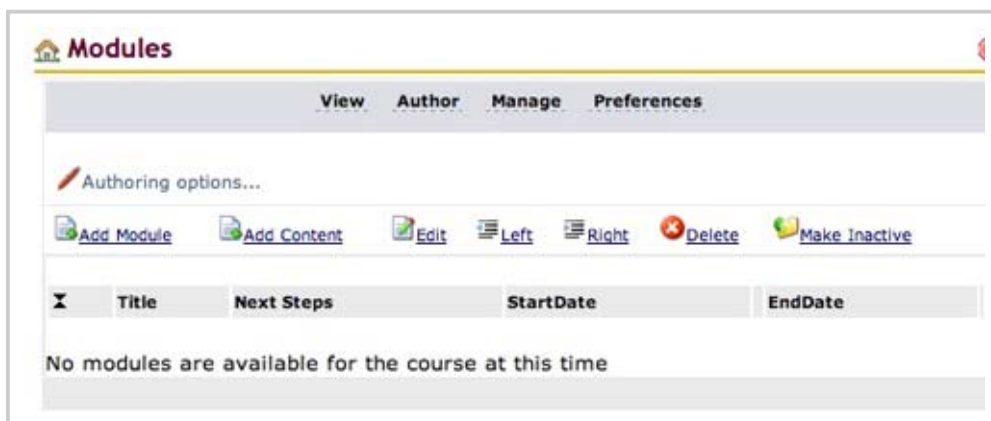 Modules
View Author Manage Preferences
Authoring options...
Add Module Add Content Edit Left Right Delete Make Inactive
Title Next Steps StartDate EndDate
No modules are available for the course at this time